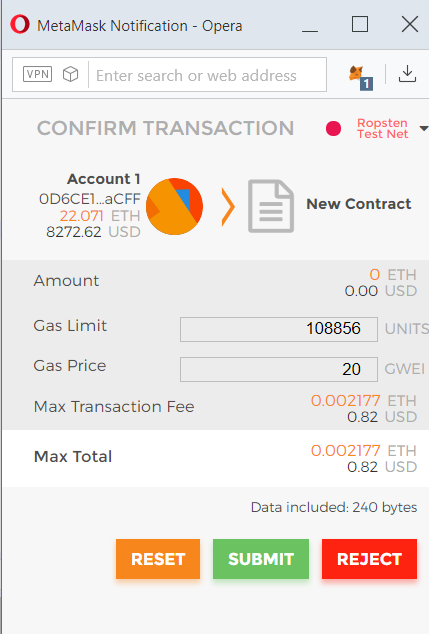 MetaMask Notification - Opera
VPN
Enter search or web address
1
CONFIRM TRANSACTION
Ropsten
Test Net
Account 1
0D6CE1...aCFF
22.071 ETH
8272.62 USD
New Contract
Amount
0 ETH
0.00 USD
Gas Limit
108856 UNITS
Gas Price
20 GWEI
Max Transaction Fee
0.002177 ETH
0.82 USD
Max Total
0.002177 ETH
0.82 USD
Data included: 240 bytes
RESET SUBMIT REJECT